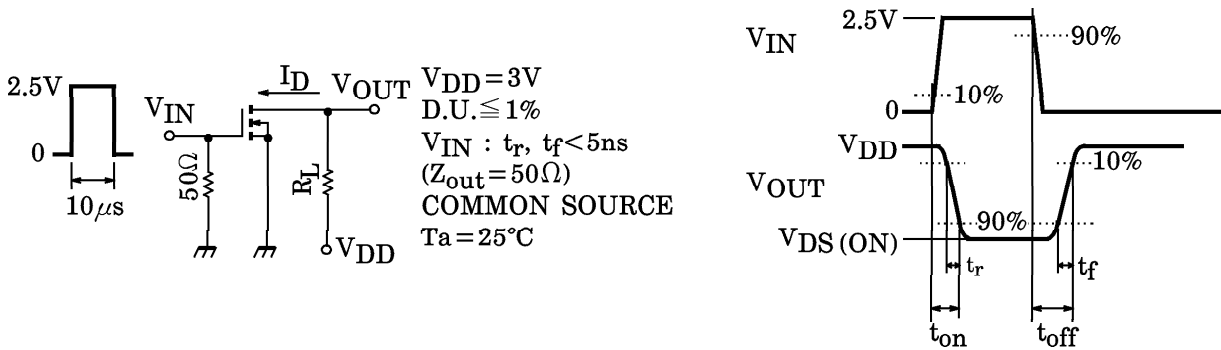 2.5V
0
10μs
V_IN
50Ω
I_D
V_OUT
R_L
V_DD
V_DD=3V
D.U.≦1%
V_IN : t_r, t_f<5ns
(Z_out=50Ω)
COMMON SOURCE
Ta=25°C
V_IN
2.5V
90%
10%
0
V_DD
10%
V_OUT
90%
V_DS (ON)
t_r
t_f
t_on
t_off